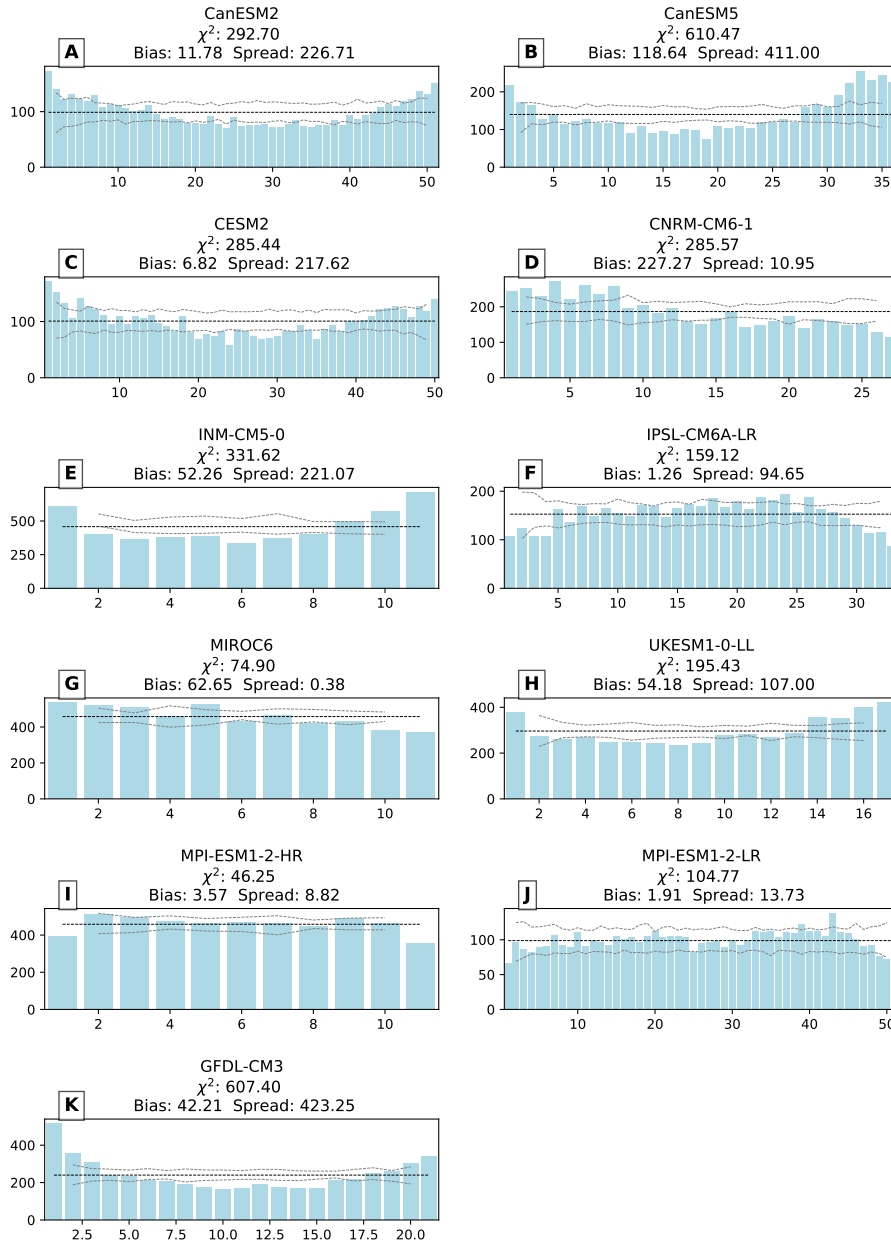 CanESM2
χ²: 292.70
Bias: 11.78 Spread: 226.71
A
100
0
10 20 30 40 50
CanESM5
χ²: 610.47
Bias: 118.64 Spread: 411.00
B
200
100
0
5 10 15 20 25 30 35
CESM2
χ²: 285.44
Bias: 6.82 Spread: 217.62
C
100
0
10 20 30 40 50
CNRM-CM6-1
χ²: 285.57
Bias: 227.27 Spread: 10.95
D
200
100
0
5 10 15 20 25
INM-CM5-0
χ²: 331.62
Bias: 52.26 Spread: 221.07
E
500
250
0
2 4 6 8 10
IPSL-CM6A-LR
χ²: 159.12
Bias: 1.26 Spread: 94.65
F
200
100
0
5 10 15 20 25 30
MIROC6
χ²: 74.90
Bias: 62.65 Spread: 0.38
G
400
200
0
2 4 6 8 10
UKESM1-0-LL
χ²: 195.43
Bias: 54.18 Spread: 107.00
H
400
200
0
2 4 6 8 10 12 14 16
MPI-ESM1-2-HR
χ²: 46.25
Bias: 3.57 Spread: 8.82
I
400
200
0
2 4 6 8 10
MPI-ESM1-2-LR
χ²: 104.77
Bias: 1.91 Spread: 13.73
J
100
50
0
10 20 30 40 50
GFDL-CM3
χ²: 607.40
Bias: 42.21 Spread: 423.25
K
400
200
0
2.5 5.0 7.5 10.0 12.5 15.0 17.5 20.0